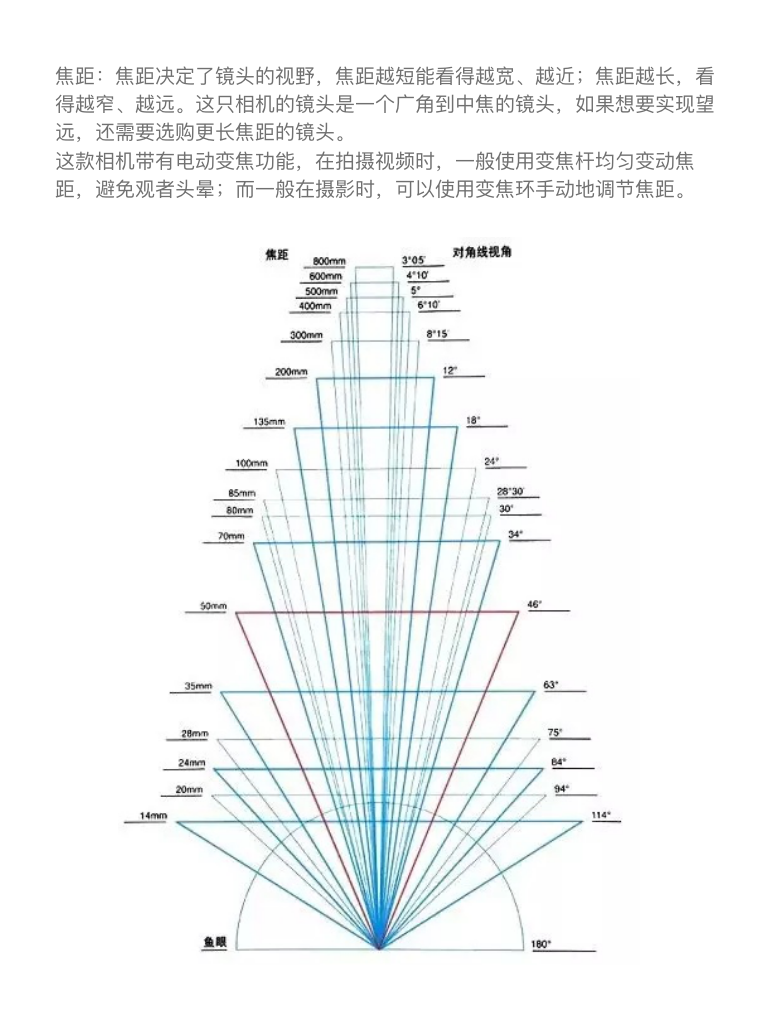 焦距：焦距决定了镜头的视野，焦距越短能看得越宽、越近；焦距越长，看
得越窄、越远。这只相机的镜头是一个广角到中焦的镜头，如果想要实现望
远，还需要选购更长焦距的镜头。
这款相机带有电动变焦功能，在拍摄视频时，一般使用变焦杆均匀变动焦
距，避免观者头晕；而一般在摄影时，可以使用变焦环手动地调节焦距。
焦距 对角线视角
800mm 3°05′
600mm 4°10′
500mm 5°
400mm 6°10′
300mm 8°15′
200mm 12°
135mm 18°
100mm 24°
85mm 28°30′
80mm 30°
70mm 34°
50mm 46°
35mm 63°
28mm 75°
24mm 84°
20mm 94°
14mm 114°
鱼眼 180°